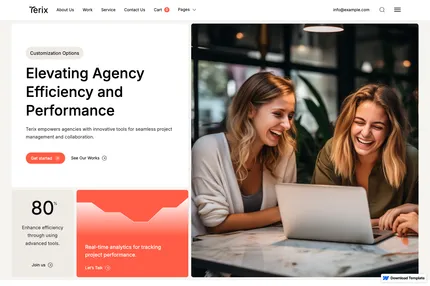 Terix About Us Work Service Contact Us Cart 0 Pages info@example.com
Customization Options
Elevating Agency
Efficiency and
Performance
Terix empowers agencies with innovative tools for seamless project
management and collaboration.
Get started See Our Works
80%
Enhance efficiency
through using
advanced tools.
Join us
Real-time analytics for tracking
project performance.
Let's Talk
Download Template